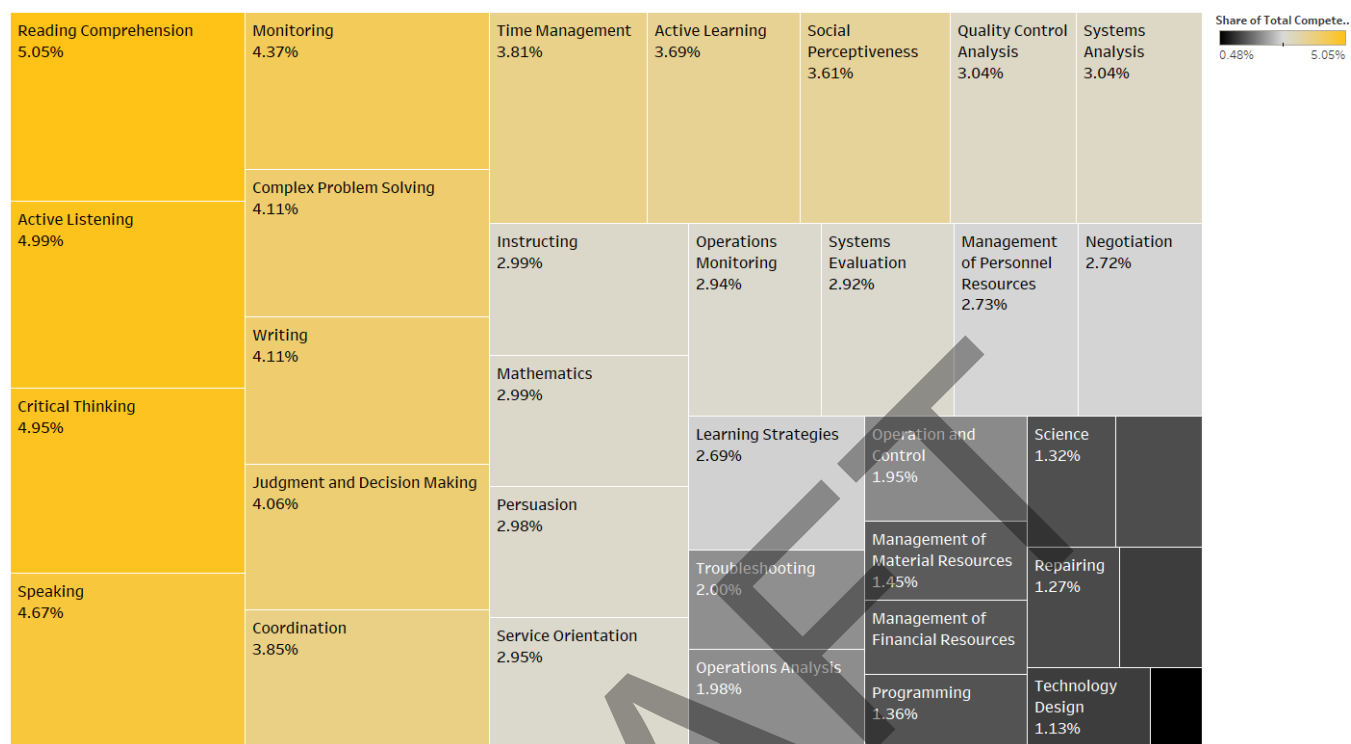 Reading Comprehension
5.05%
Active Listening
4.99%
Critical Thinking
4.95%
Speaking
4.67%
Monitoring
4.37%
Complex Problem Solving
4.11%
Writing
4.11%
Judgment and Decision Making
4.06%
Coordination
3.85%
Time Management
3.81%
Active Learning
3.69%
Social
Perceptiveness
3.61%
Quality Control
Analysis
3.04%
Systems
Analysis
3.04%
Instructing
2.99%
Mathematics
2.99%
Persuasion
2.98%
Service Orientation
2.95%
Operations
Monitoring
2.94%
Systems
Evaluation
2.92%
Management
of Personnel
Resources
2.73%
Negotiation
2.72%
Learning Strategies
2.69%
Troubleshooting
2.00%
Operations Analysis
1.98%
Operation and
Control
1.95%
Management of
Material Resources
1.45%
Management of
Financial Resources
Programming
1.36%
Science
1.32%
Repairing
1.27%
Technology
Design
1.13%
Share of Total Compete..
0.48% 5.05%